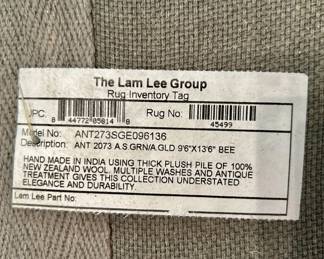 The Lam Lee Group
Rug Inventory Tag
UPC: 8 44772 05814 8 Rug No:
45499
Model No: ANT273SGE096136
Description: ANT 2073 A.S.GRN/A.GLD 9'6"X13'6" BEE
HAND MADE IN INDIA USING THICK PLUSH PILE OF 100%
NEW ZEALAND WOOL. MULTIPLE WASHES AND ANTIQUE
TREATMENT GIVES THIS COLLECTION UNDERSTATED
ELEGANCE AND DURABILITY.
Lam Lee Part No: